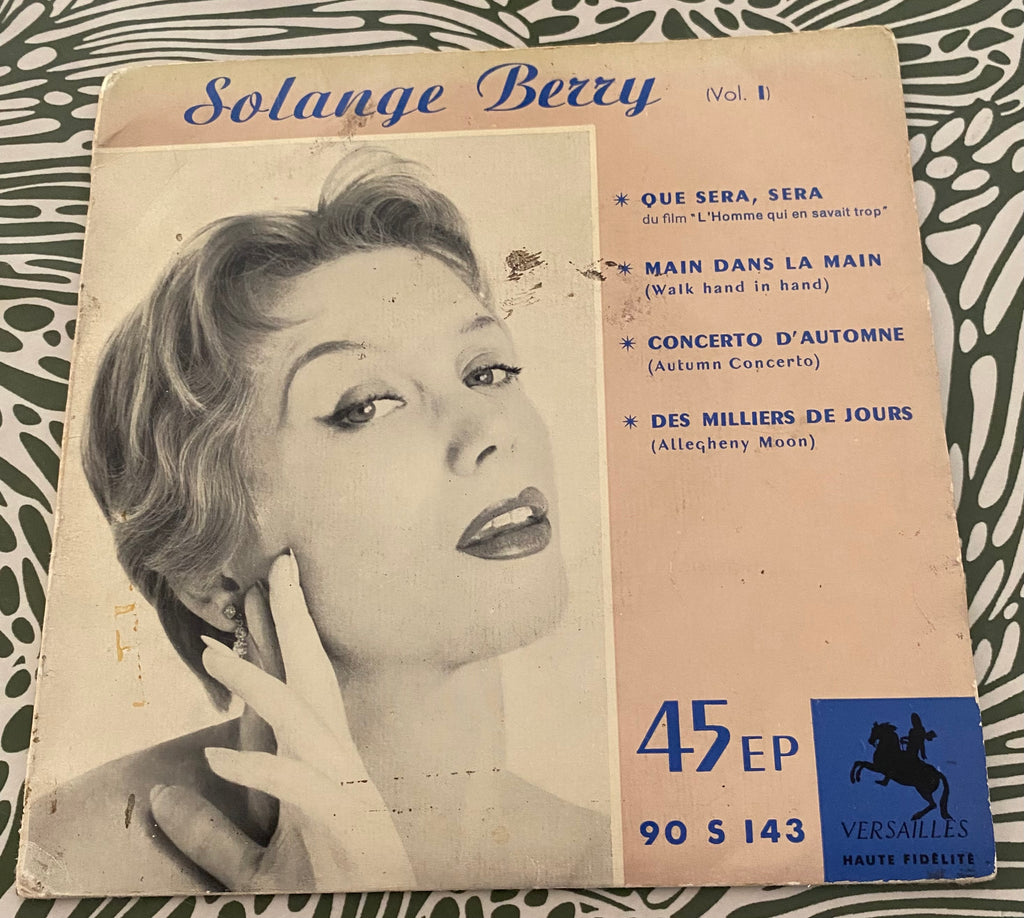 Solange Berry (Vol. I)
QUE SERA, SERA
du film "L'Homme qui en savait trop"
MAIN DANS LA MAIN
(Walk hand in hand)
CONCERTO D'AUTOMNE
(Autumn Concerto)
DES MILLIERS DE JOURS
(Allegheny Moon)
45 EP
90 S 143
VERSAILLES
HAUTE FIDÉLITÉ